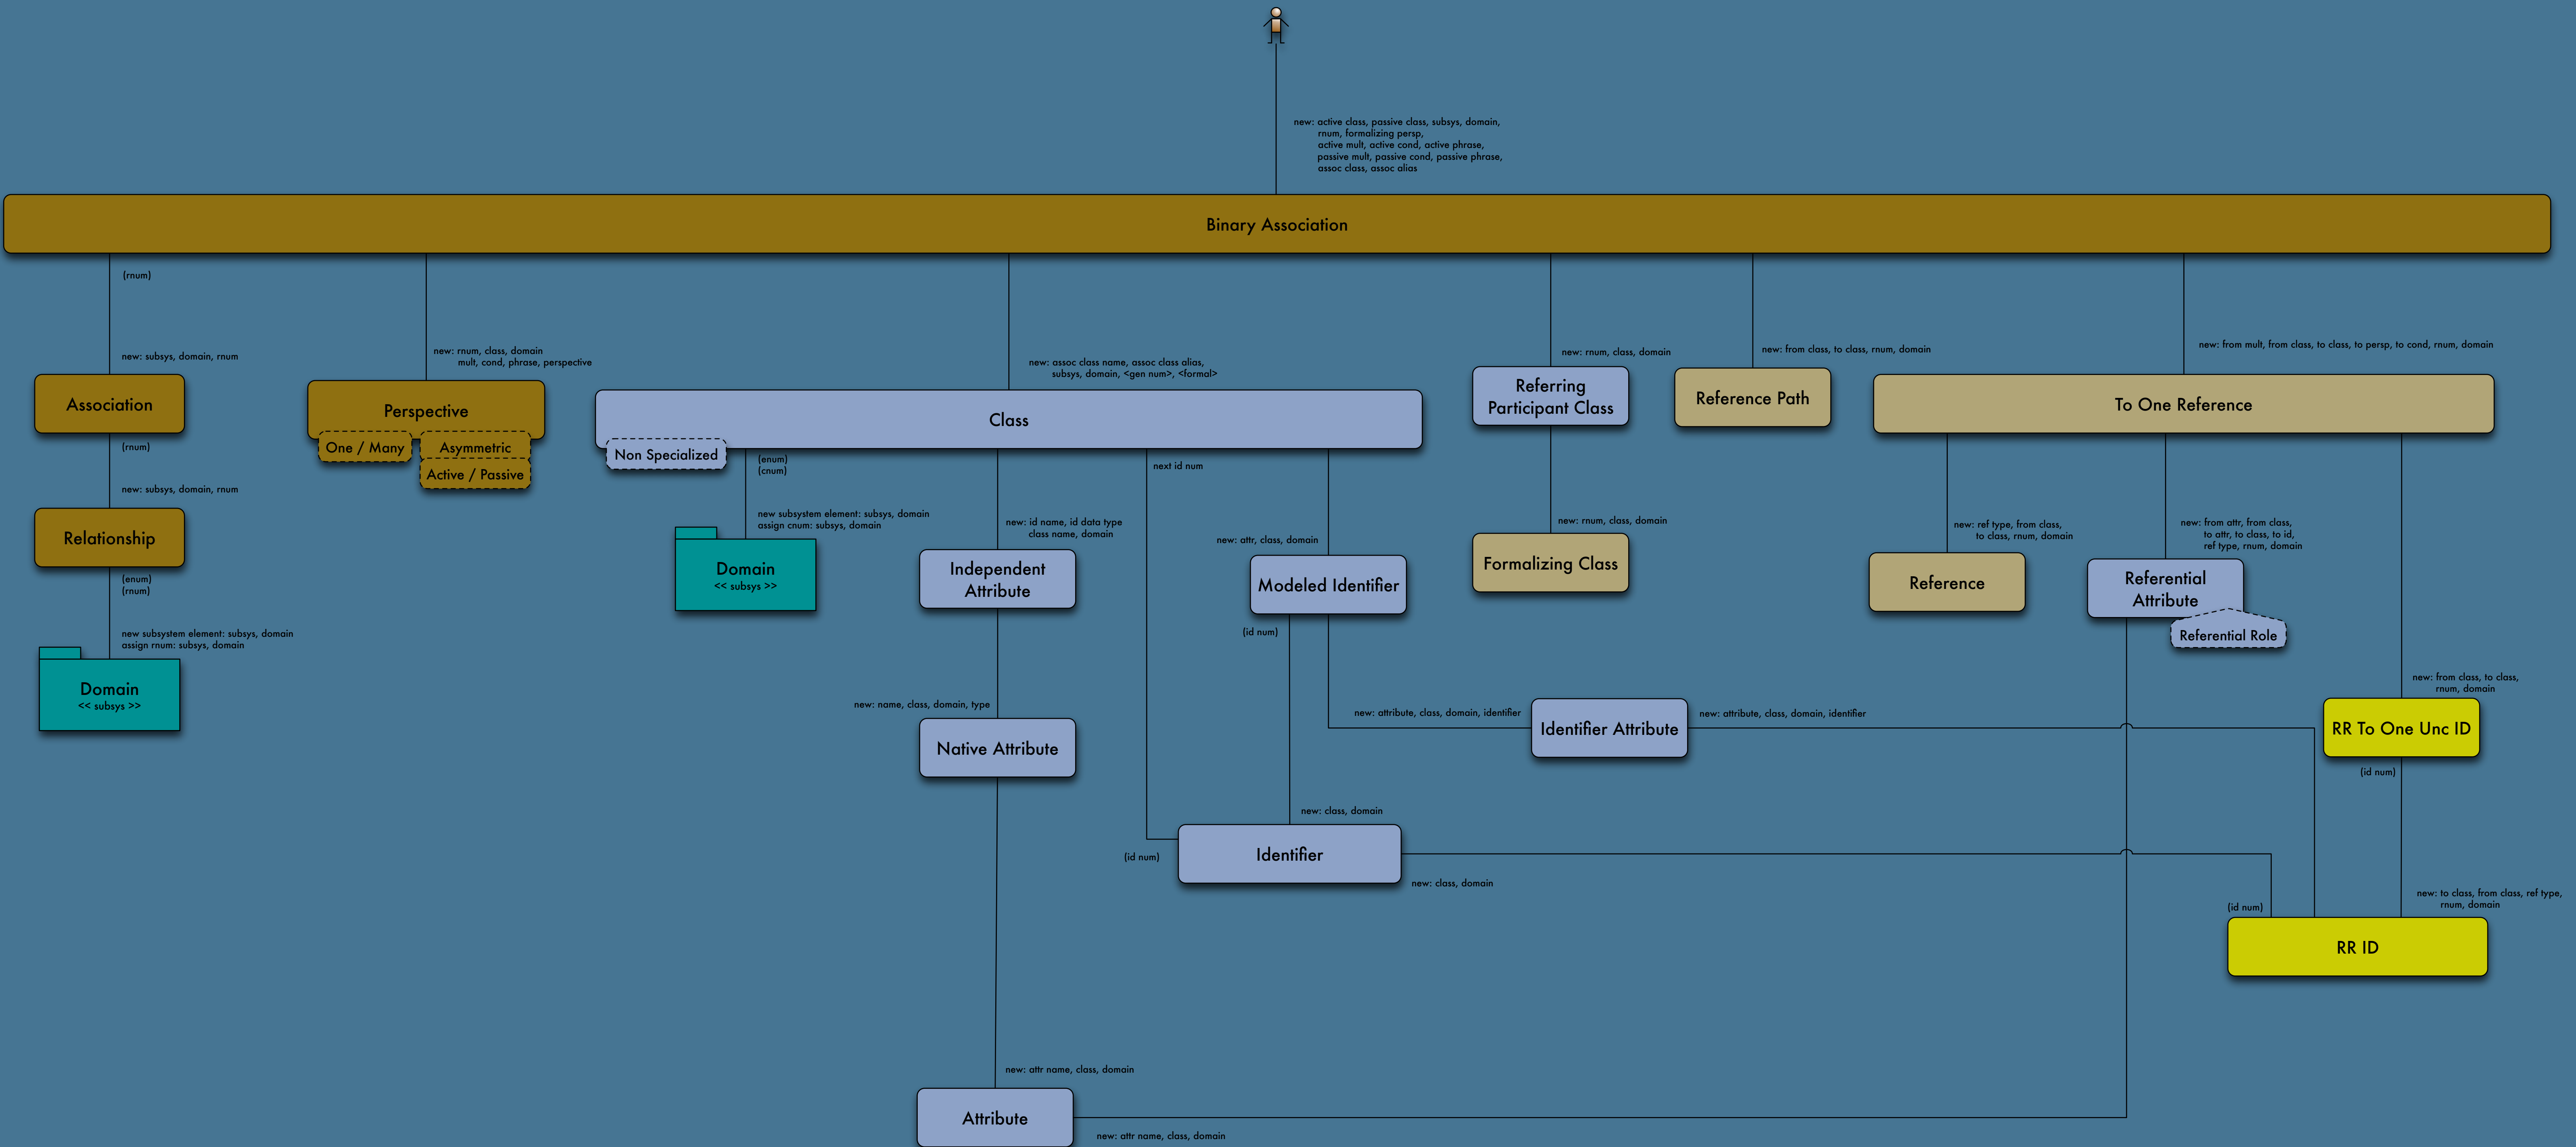 new: active class, passive class, subsys, domain,
rnum, formalizing persp,
active mult, active cond, active phrase,
passive mult, passive cond, passive phrase,
assoc class, assoc alias
Binary Association
(rnum)
new: subsys, domain, rnum
Association
(rnum)
new: subsys, domain, rnum
Relationship
(enum)
(rnum)
new subsystem element: subsys, domain
assign rnum: subsys, domain
Domain
<< subsys >>
new: rnum, class, domain
mult, cond, phrase, perspective
Perspective
One / Many
Asymmetric
Active / Passive
new: assoc class name, assoc class alias,
subsys, domain, <gen num>, <formal>
Class
Non Specialized
(enum)
(cnum)
new subsystem element: subsys, domain
assign cnum: subsys, domain
Domain
<< subsys >>
new: id name, id data type
class name, domain
Independent
Attribute
new: name, class, domain, type
Native Attribute
new: attr name, class, domain
Attribute
new: attr name, class, domain
next id num
(id num)
new: attr, class, domain
Modeled Identifier
(id num)
new: class, domain
Identifier
new: class, domain
new: attribute, class, domain, identifier
Identifier Attribute
new: attribute, class, domain, identifier
new: rnum, class, domain
Referring
Participant Class
new: rnum, class, domain
Formalizing Class
new: from class, to class, rnum, domain
Reference Path
new: from mult, from class, to class, to persp, to cond, rnum, domain
To One Reference
new: ref type, from class,
to class, rnum, domain
Reference
new: from attr, from class,
to attr, to class, to id,
ref type, rnum, domain
Referential
Attribute
Referential Role
new: from class, to class,
rnum, domain
RR To One Unc ID
(id num)
new: to class, from class, ref type,
rnum, domain
(id num)
RR ID